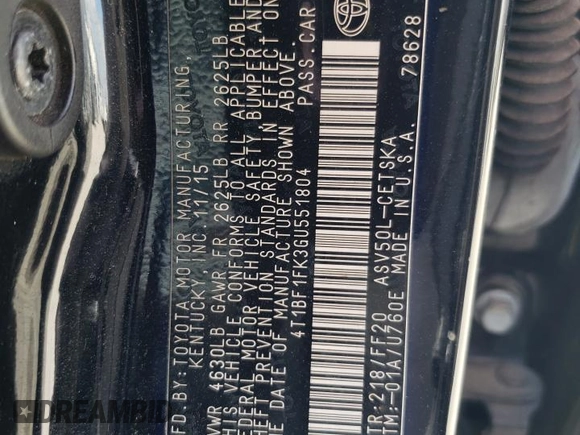 MFD.BY:TOYOTA MOTOR MANUFACTURING,
KENTUCKY, INC. 11/15
GVWR 4630LB GAWR FR 2625LB RR 2625LB
THIS VEHICLE CONFORMS TO ALL APPLICABLE
FEDERAL MOTOR VEHICLE SAFETY, BUMPER AND
THEFT PREVENTION STANDARDS IN EFFECT ON
THE DATE OF MANUFACTURE SHOWN ABOVE.
4T1BF1FK3GU551804 PASS.CAR
C/TR:218/FF20 ASV50L-CETSKA
A/TM:-01A/U760E MADE IN U.S.A.
78628
DREAMBID